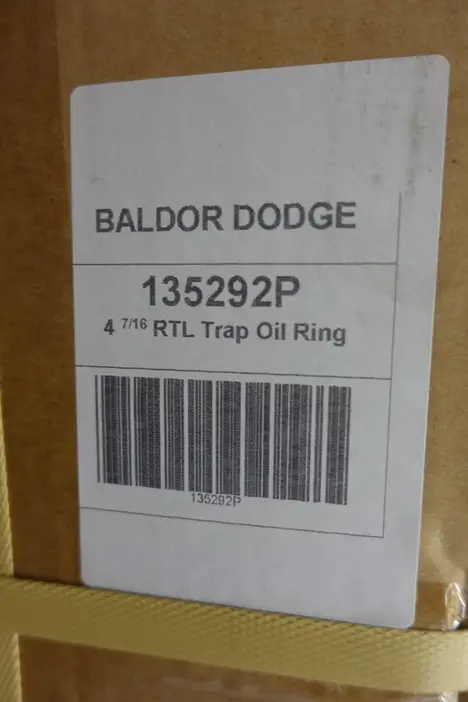 BALDOR DODGE
135292P
4 7/16 RTL Trap Oil Ring
135292P